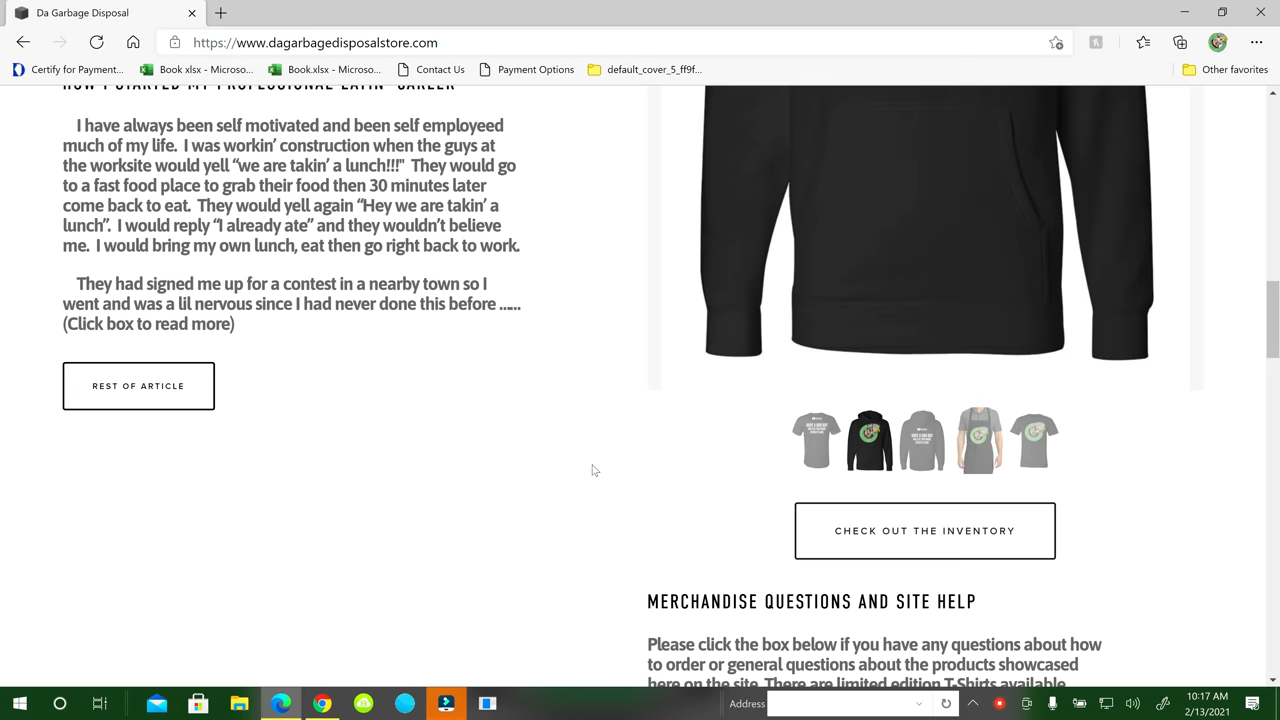 Da Garbage Disposal
https://www.dagarbagedisposalstore.com
Certify for Payment...
Book xlsx - Microso...
Book.xlsx - Microso...
Contact Us
Payment Options
default_cover_5_ff9f...
Other favorites
HOW I STARTED MY PROFESSIONAL EATIN' CAREER
I have always been self motivated and been self employeed
much of my life. I was workin’ construction when the guys at
the worksite would yell “we are takin’ a lunch!!!" They would go
to a fast food place to grab their food then 30 minutes later
come back to eat. They would yell again “Hey we are takin’ a
lunch”. I would reply “I already ate” and they wouldn’t believe
me. I would bring my own lunch, eat then go right back to work.
They had signed me up for a contest in a nearby town so I
went and was a lil nervous since I had never done this before ......
(Click box to read more)
REST OF ARTICLE
CHECK OUT THE INVENTORY
MERCHANDISE QUESTIONS AND SITE HELP
Please click the box below if you have any questions about how
to order or general questions about the products showcased
here on the site. There are limited edition T-Shirts available
Address
10:17 AM
2/13/2021